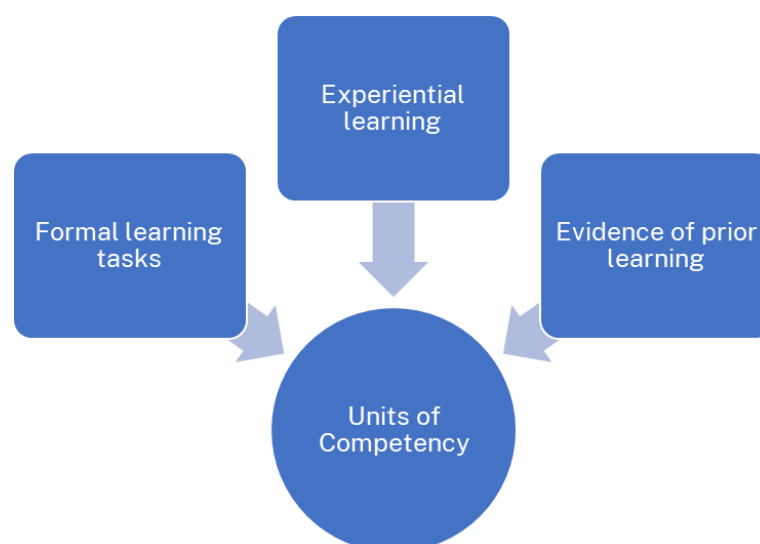 Experiential
learning
Formal learning
tasks
Evidence of prior
learning
Units of
Competency